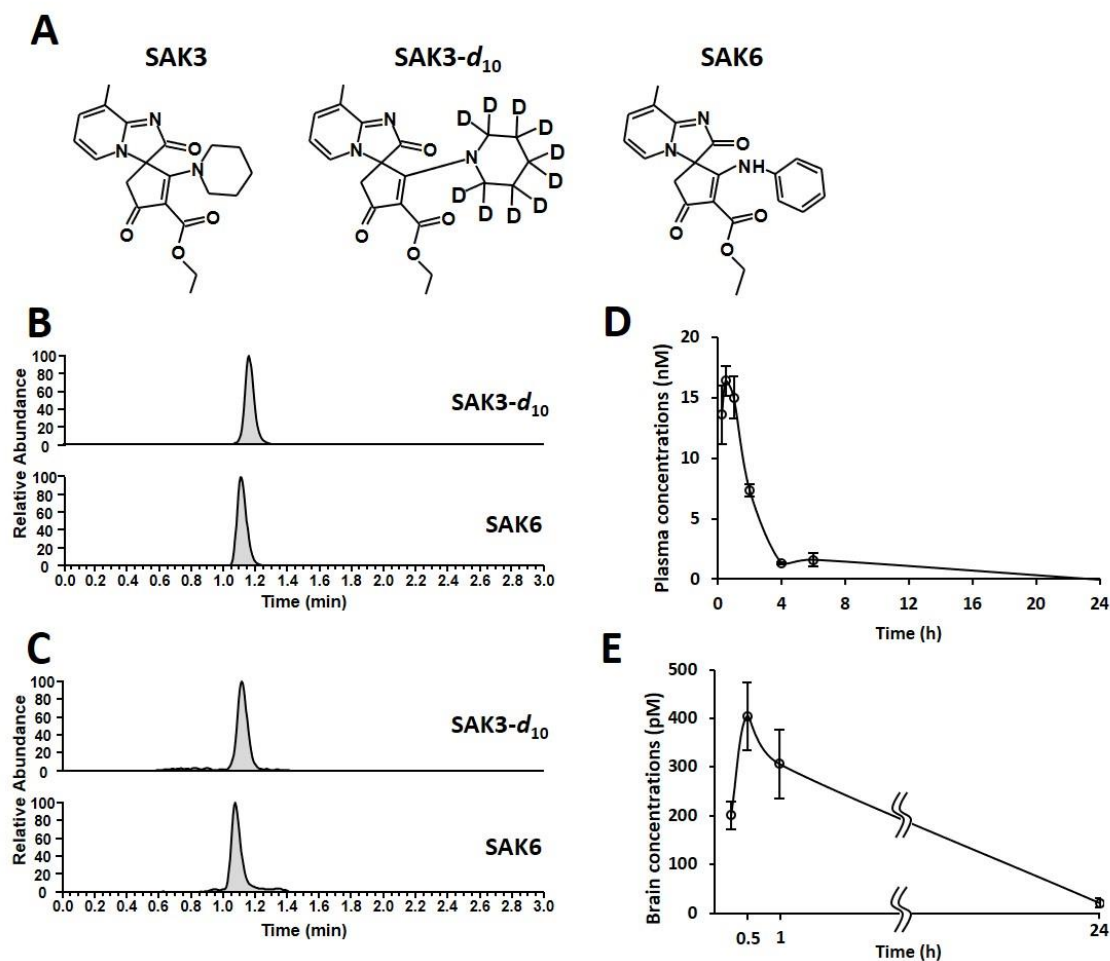 A
SAK3
SAK3-d10
SAK6
N
O
N
N
O
O
O
N
O
N
D D D D D D D D D D
N
O
O
O
N
O
N
NH
O
O
O
B
Relative Abundance
100
80
60
40
20
0
SAK3-d10
100
80
60
40
20
0
SAK6
0.0 0.2 0.4 0.6 0.8 1.0 1.2 1.4 1.6 1.8 2.0 2.2 2.4 2.6 2.8 3.0
Time (min)
C
Relative Abundance
100
80
60
40
20
0
SAK3-d10
100
80
60
40
20
0
SAK6
0.0 0.2 0.4 0.6 0.8 1.0 1.2 1.4 1.6 1.8 2.0 2.2 2.4 2.6 2.8 3.0
Time (min)
D
Plasma concentrations (nM)
20
15
10
5
0
0 4 8 12 16 20 24
Time (h)
E
Brain concentrations (pM)
500
400
300
200
100
0
0.5 1 24
Time (h)